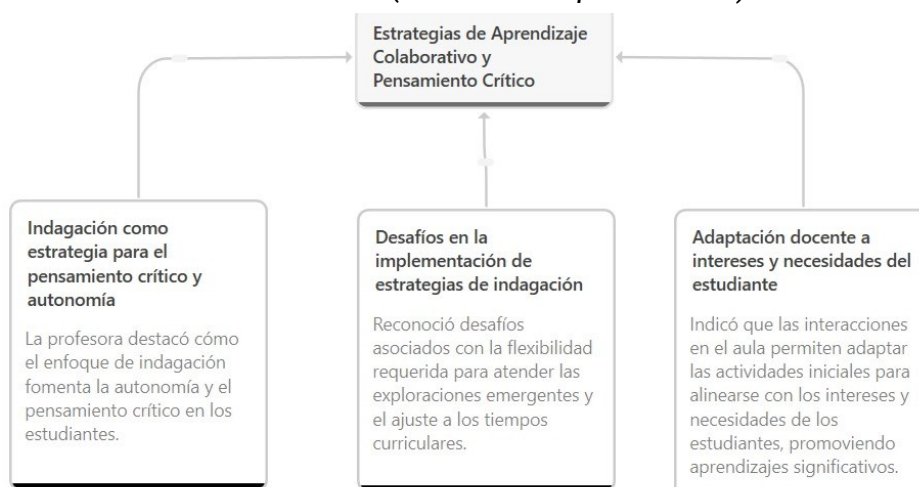 Estrategias de Aprendizaje
Colaborativo y
Pensamiento Crítico
Indagación como
estrategia para el
pensamiento crítico y
autonomía
La profesora destacó cómo
el enfoque de indagación
fomenta la autonomía y el
pensamiento crítico en los
estudiantes.
Desafíos en la
implementación de
estrategias de indagación
Reconoció desafíos
asociados con la flexibilidad
requerida para atender las
exploraciones emergentes y
el ajuste a los tiempos
curriculares.
Adaptación docente a
intereses y necesidades del
estudiante
Indicó que las interacciones
en el aula permiten adaptar
las actividades iniciales para
alinearse con los intereses y
necesidades de los
estudiantes, promoviendo
aprendizajes significativos.